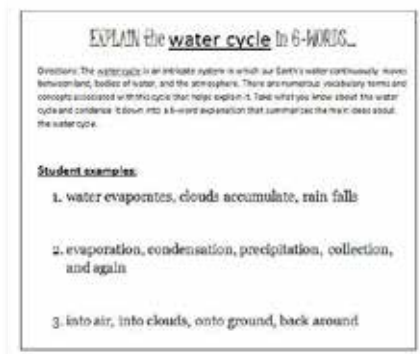 EXPLAIN the water cycle in 6-WORDS...
Directions: The water cycle is an intricate system in which our Earth's water continuously moves
between land, bodies of water, and the atmosphere. There are numerous vocabulary terms and
concepts associated with this cycle that helps explain it. Take what you know about the water
cycle and condense it down into a 6-word explanation that summarizes the main ideas about
the water cycle.
Student examples:
1. water evaporates, clouds accumulate, rain falls
2. evaporation, condensation, precipitation, collection,
and again
3. into air, into clouds, onto ground, back around